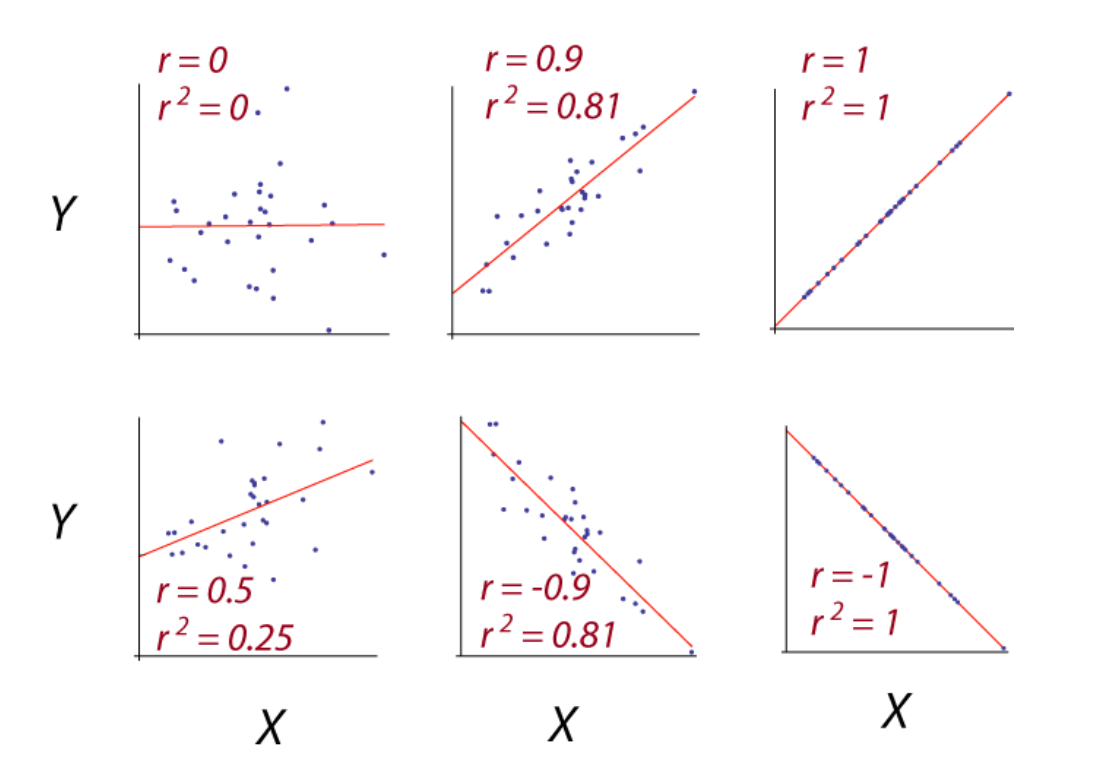 r = 0
r² = 0
r = 0.9
r² = 0.81
r = 1
r² = 1
Y
r = 0.5
r² = 0.25
r = -0.9
r² = 0.81
r = -1
r² = 1
Y
X
X
X